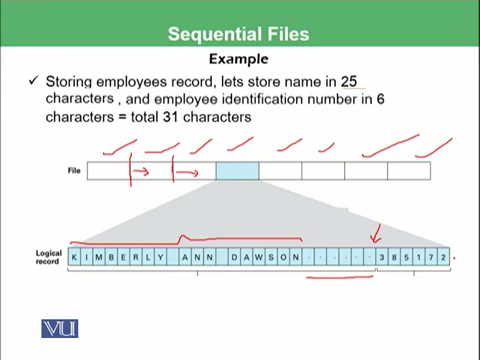 Sequential Files
Example
✓ Storing employees record, lets store name in 25
characters , and employee identification number in 6
characters = total 31 characters
File
Logical
record
K I M B E R L Y A N N D A W S O N · · · · · · 3 8 5 1 7 2
VU